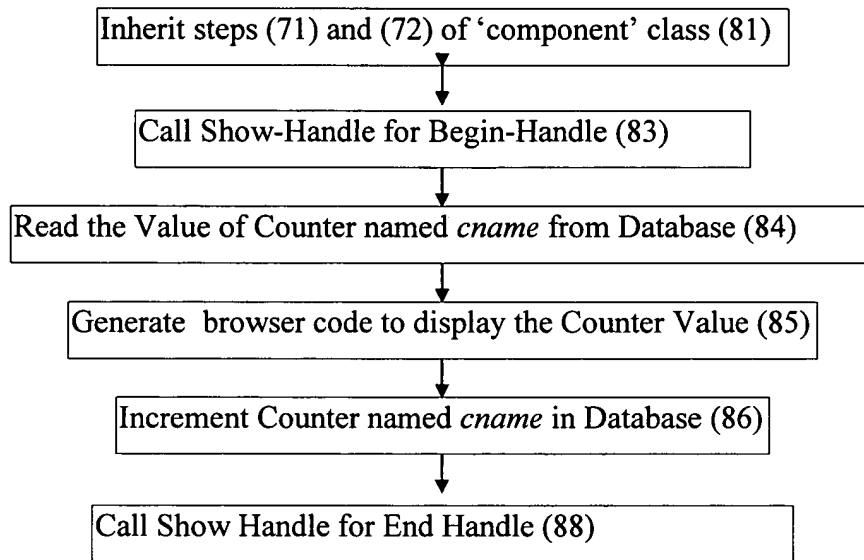 Inherit steps (71) and (72) of ‘component’ class (81)
Call Show-Handle for Begin-Handle (83)
Read the Value of Counter named cname from Database (84)
Generate browser code to display the Counter Value (85)
Increment Counter named cname in Database (86)
Call Show Handle for End Handle (88)